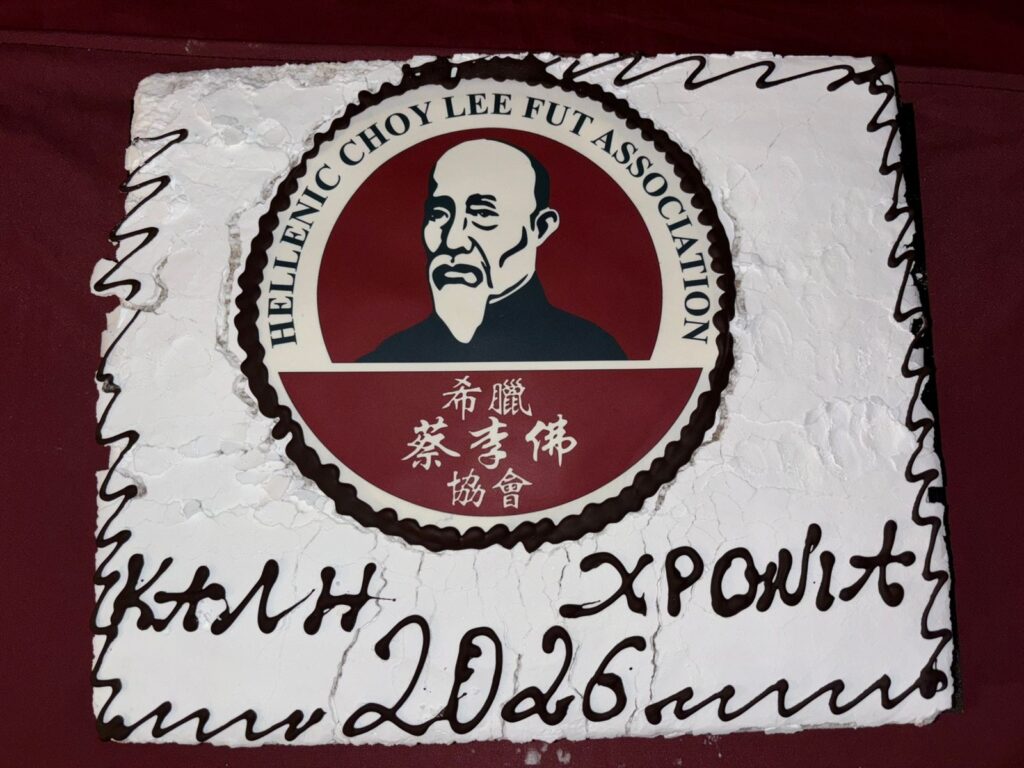 HELLENIC CHOY LEE FUT ASSOCIATION
希臘
蔡李佛
協會
ΚΑΛΗ ΧΡΟΝΙΑ
2026